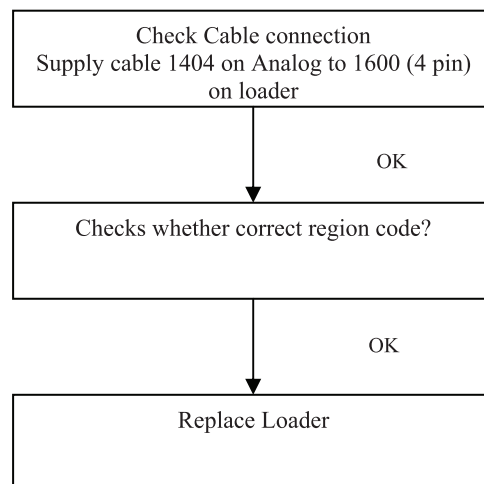 Check Cable connection
Supply cable 1404 on Analog to 1600 (4 pin)
on loader
OK
Checks whether correct region code?
OK
Replace Loader